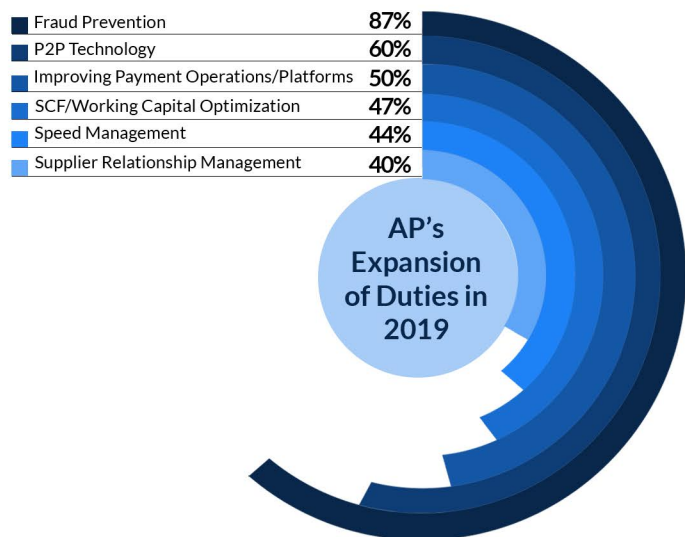 Fraud Prevention 87%
P2P Technology 60%
Improving Payment Operations/Platforms 50%
SCF/Working Capital Optimization 47%
Speed Management 44%
Supplier Relationship Management 40%
AP's
Expansion
of Duties in
2019